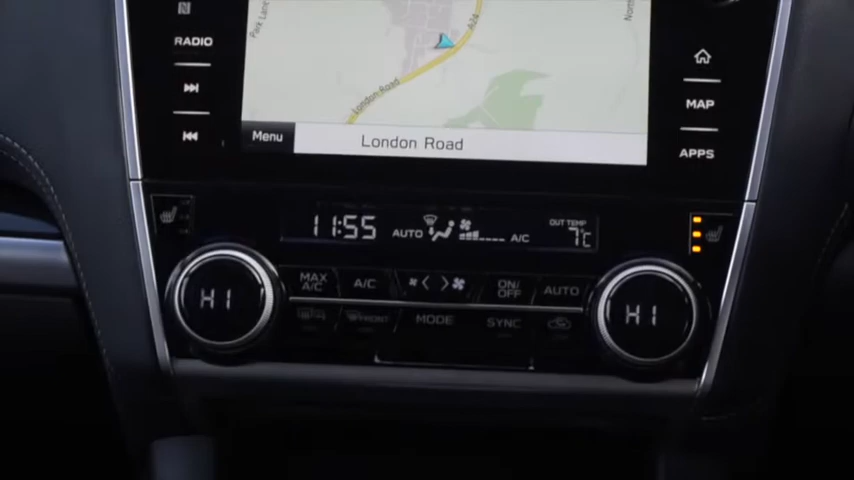 Park Lane
A24
RADIO
London Road
MAP
Menu
London Road
APPS
11:55
AUTO
A/C
OUT TEMP
7°C
HI
MAX A/C
A/C
ON/OFF
AUTO
HI
FRONT
MODE
SYNC